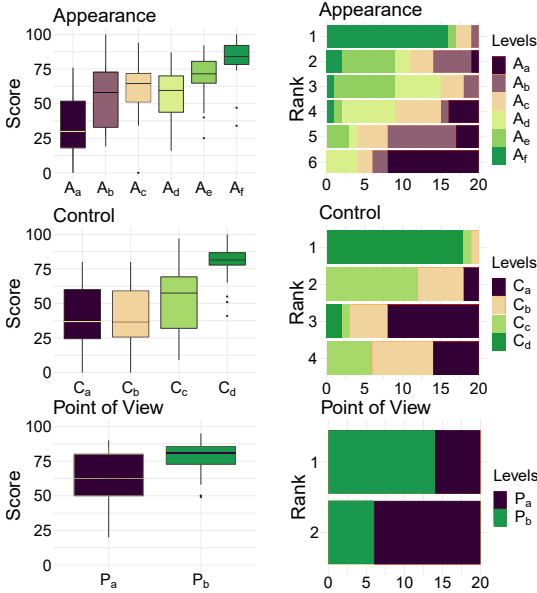 Appearance
Score
100
75
50
25
0
Aa Ab Ac Ad Ae Af
Appearance
Rank
1
2
3
4
5
6
0 5 10 15 20
Levels
Aa
Ab
Ac
Ad
Ae
Af
Control
Score
100
75
50
25
0
Ca Cb Cc Cd
Control
Rank
1
2
3
4
0 5 10 15 20
Levels
Ca
Cb
Cc
Cd
Point of View
Score
100
75
50
25
0
Pa Pb
Point of View
Rank
1
2
0 5 10 15 20
Levels
Pa
Pb